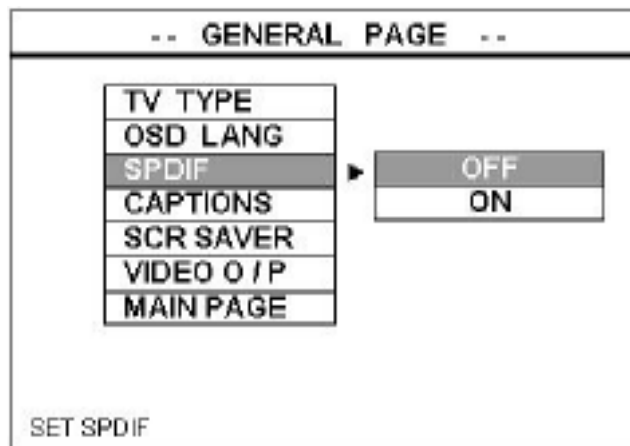 -- GENERAL PAGE --
TV TYPE
OSD LANG
SPDIF
OFF
CAPTIONS
ON
SCR SAVER
VIDEO O / P
MAIN PAGE
SET SPDIF